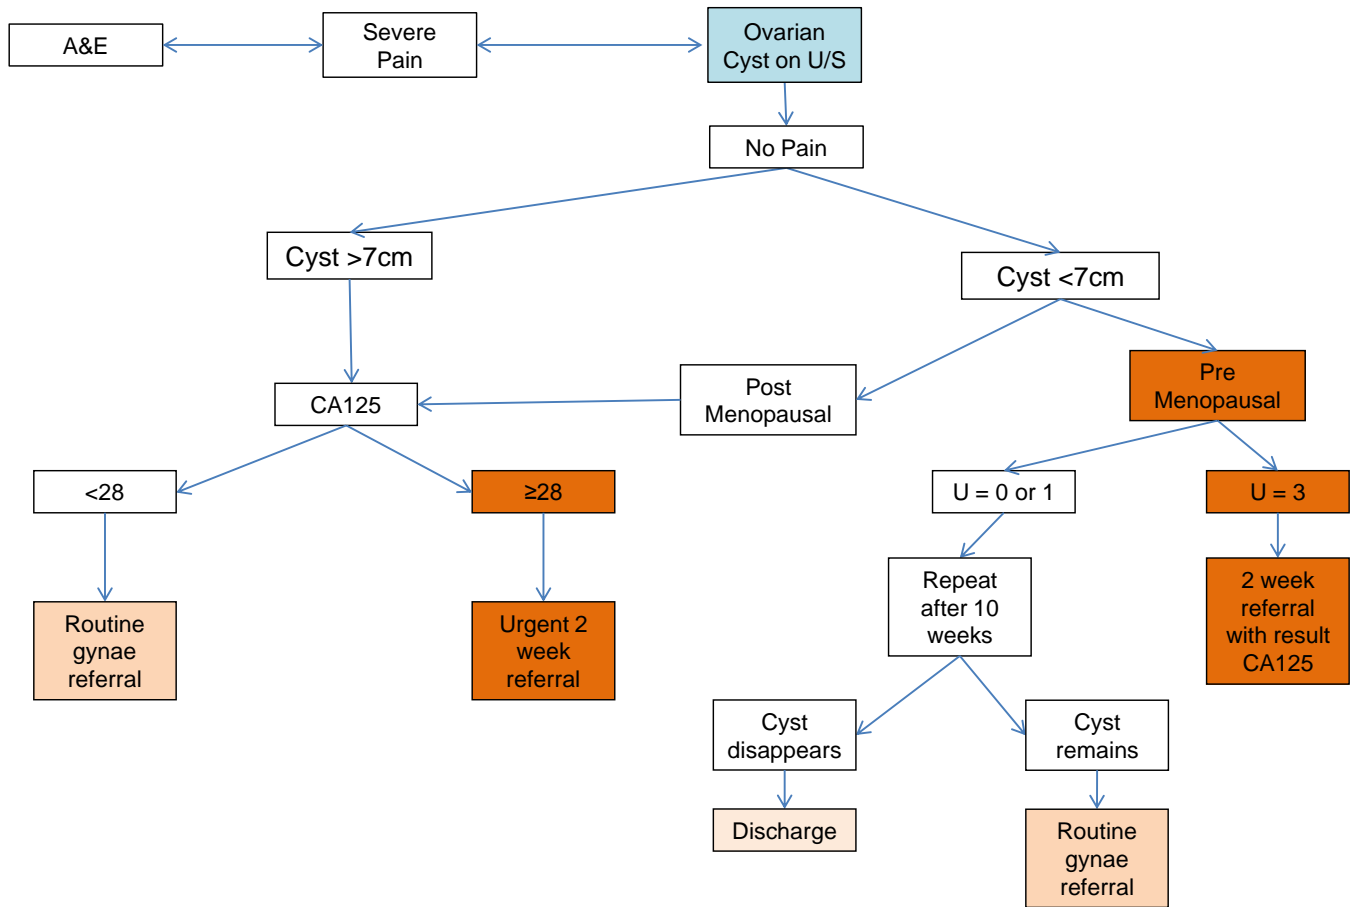 A&E
Severe
Pain
Ovarian
Cyst on U/S
No Pain
Cyst >7cm
Cyst <7cm
CA125
Post
Menopausal
Pre
Menopausal
<28
≥28
U = 0 or 1
U = 3
Routine
gynae
referral
Urgent 2
week
referral
Repeat
after 10
weeks
2 week
referral
with result
CA125
Cyst
disappears
Cyst
remains
Discharge
Routine
gynae
referral